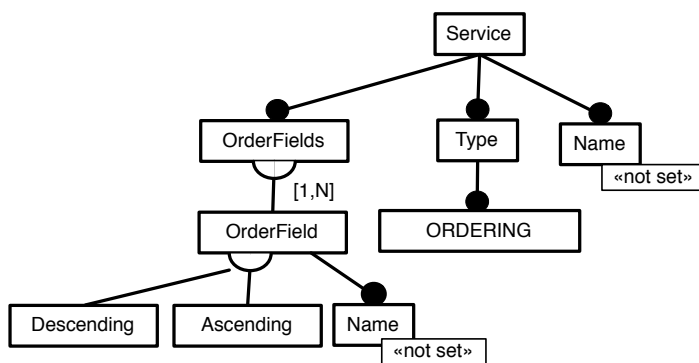 Service
OrderFields
Type
Name
«not set»
[1,N]
OrderField
ORDERING
Descending
Ascending
Name
«not set»